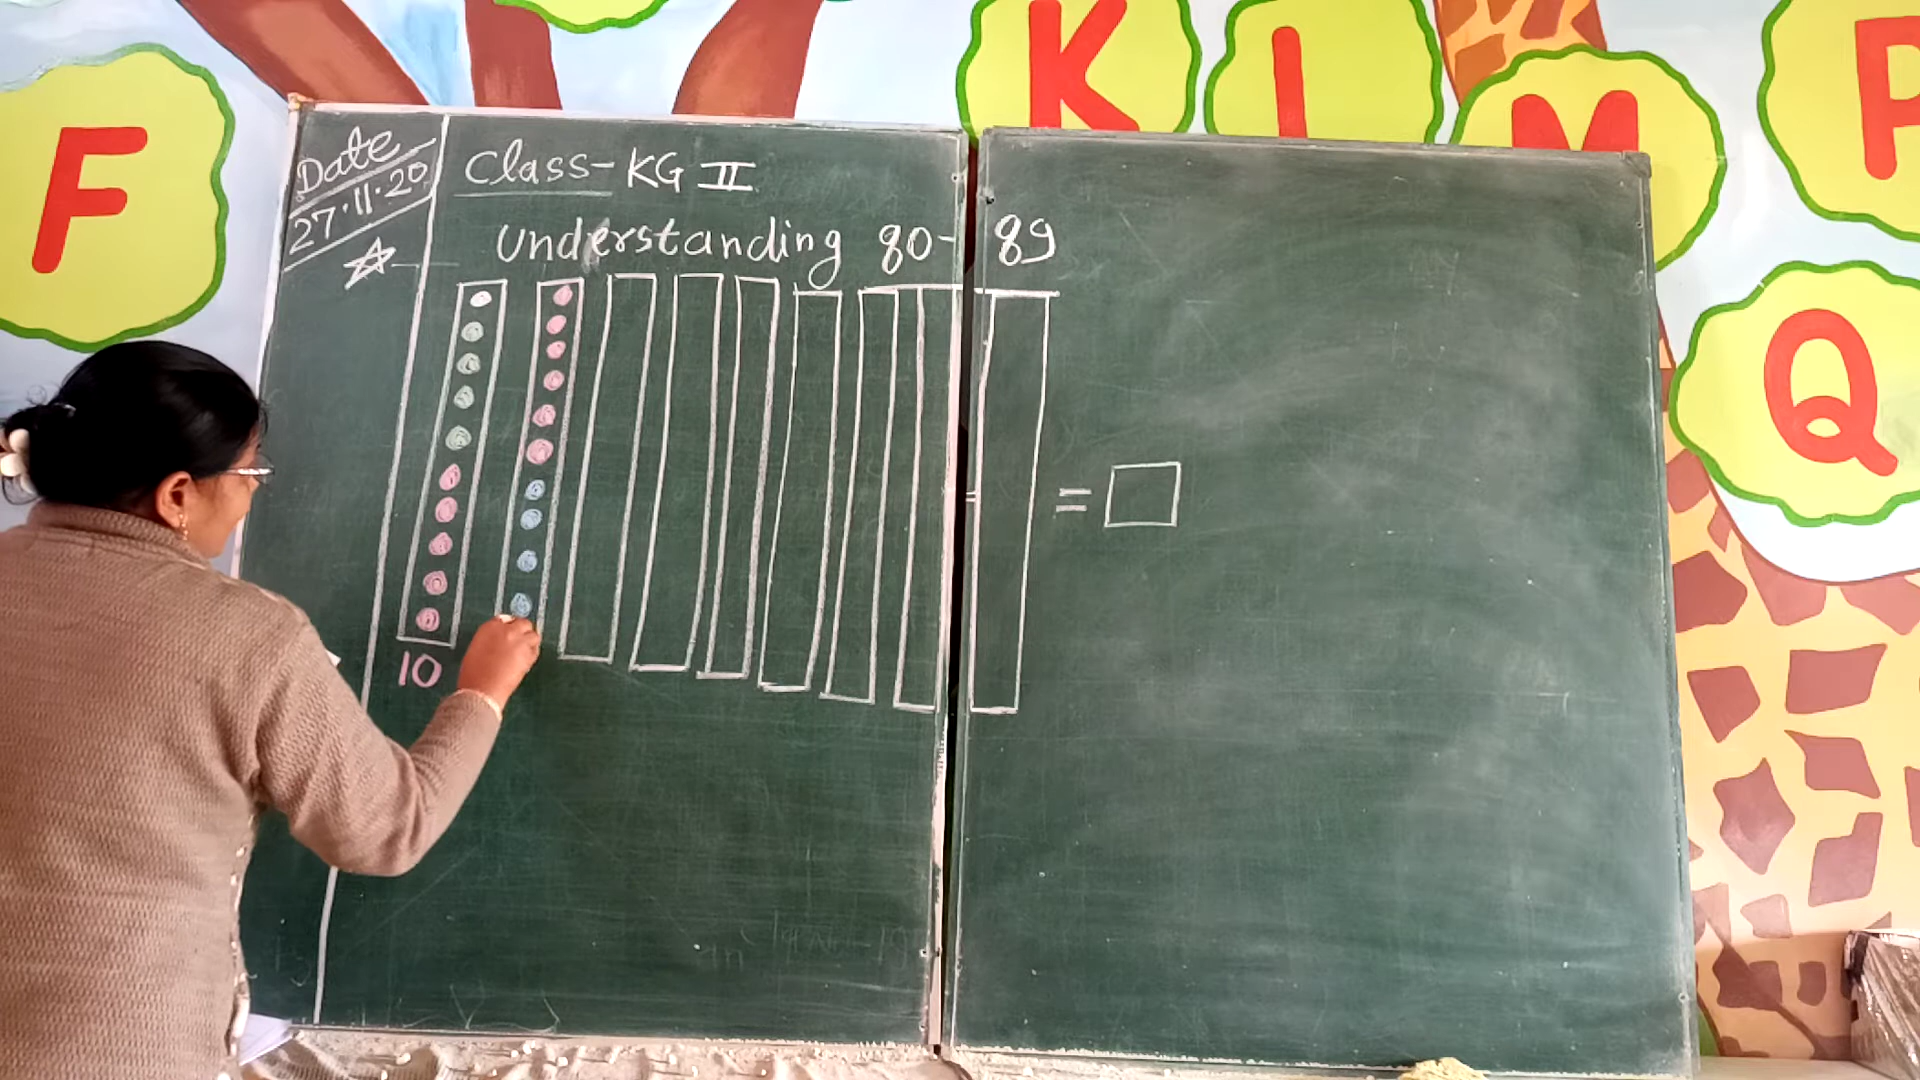 F
K
I
M
P
Q
Date
27.11.20
Class-KG II
Understanding 80-89
=
10